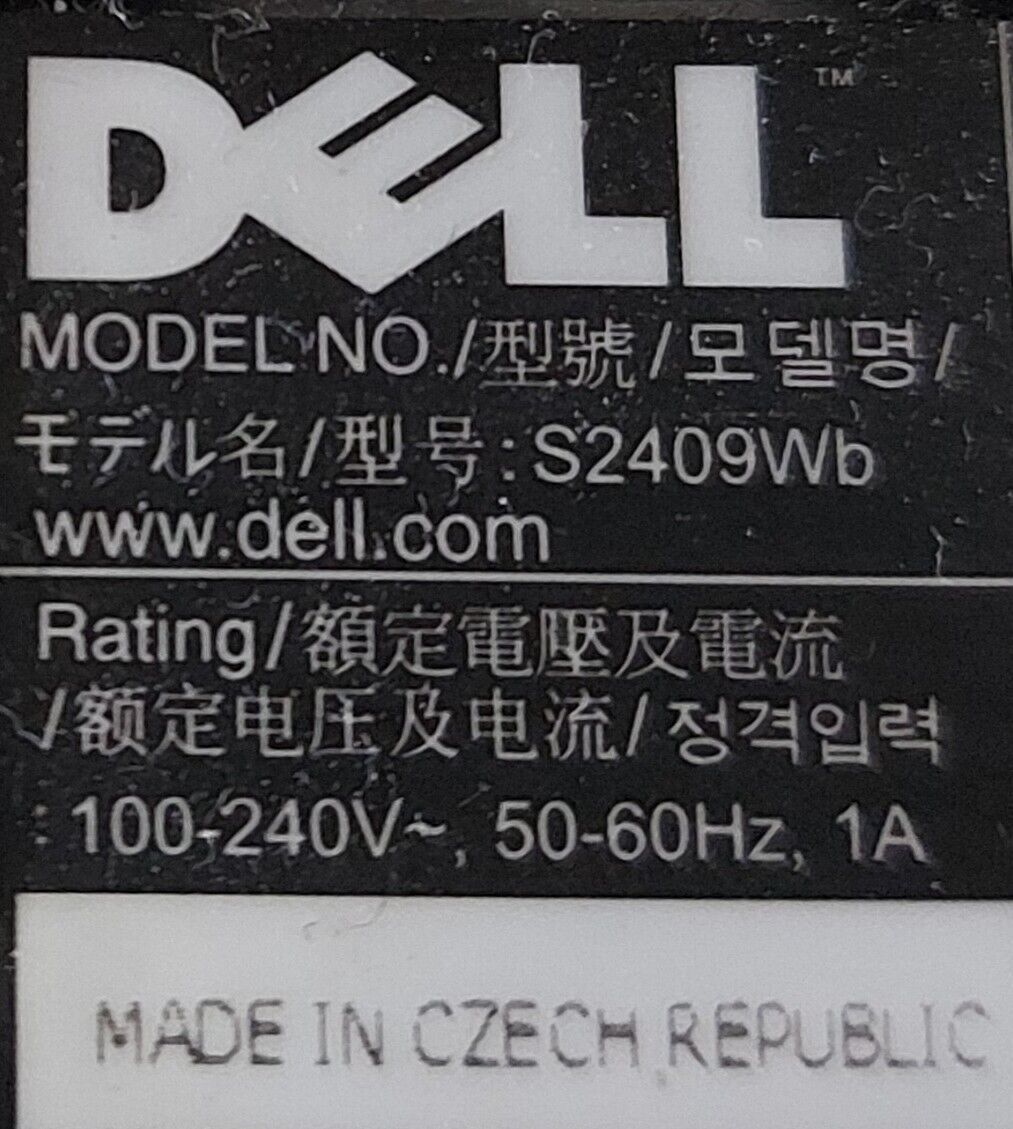 DELL™
MODEL NO./型號/모델명/
モデル名/型号:S2409Wb
www.dell.com
Rating/額定電壓及電流
/额定电压及电流/정격입력
: 100-240V~, 50-60Hz, 1A
MADE IN CZECH REPUBLIC